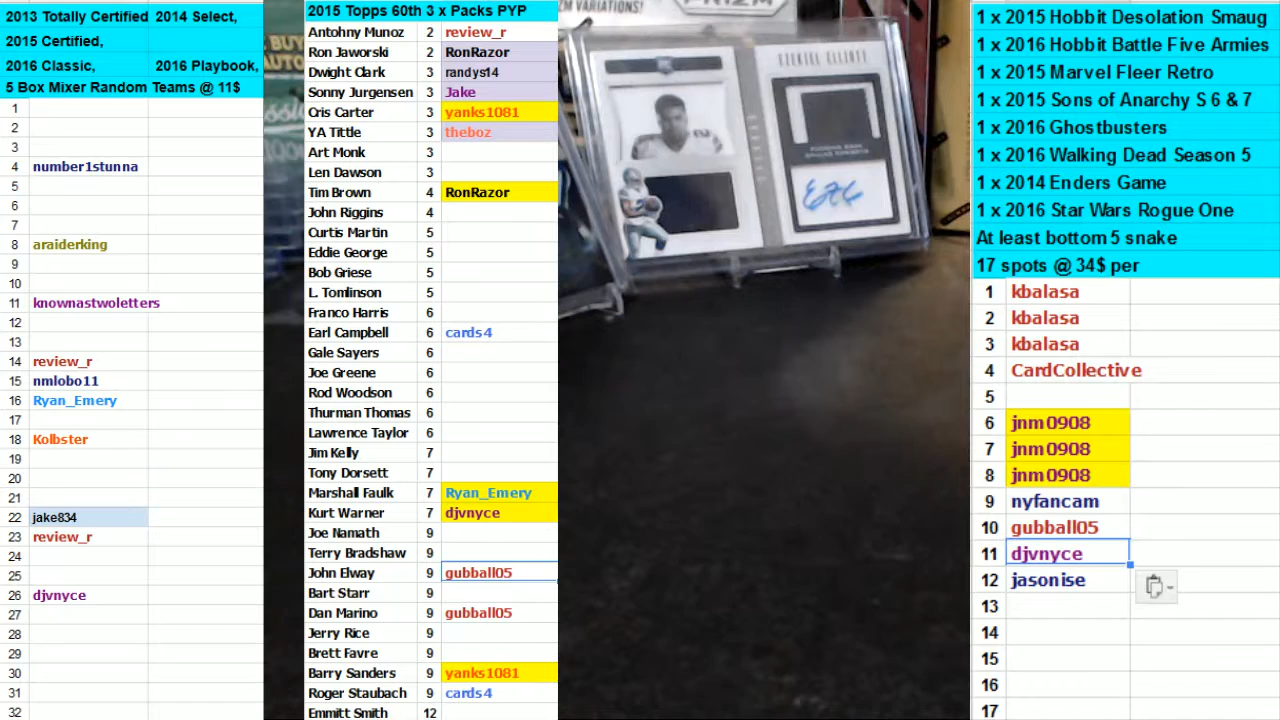 2013 Totally Certified 2014 Select,
2015 Certified,
2016 Classic, 2016 Playbook,
5 Box Mixer Random Teams @ 11$
1
2
3
4 number1stunna
5
6
7
8 araiderking
9
10
11 knownastwoletters
12
13
14 review_r
15 nmlobo11
16 Ryan_Emery
17
18 Kolbster
19
20
21
22 jake834
23 review_r
24
25
26 djvnyce
27
28
29
30
31
32
2015 Topps 60th 3 x Packs PYP
Antohny Munoz 2 review_r
Ron Jaworski 2 RonRazor
Dwight Clark 3 randys14
Sonny Jurgensen 3 Jake
Cris Carter 3 yanks1081
YA Tittle 3 theboz
Art Monk 3
Len Dawson 3
Tim Brown 4 RonRazor
John Riggins 4
Curtis Martin 5
Eddie George 5
Bob Griese 5
L. Tomlinson 5
Franco Harris 6
Earl Campbell 6 cards4
Gale Sayers 6
Joe Greene 6
Rod Woodson 6
Thurman Thomas 6
Lawrence Taylor 6
Jim Kelly 7
Tony Dorsett 7
Marshall Faulk 7 Ryan_Emery
Kurt Warner 7 djvnyce
Joe Namath 9
Terry Bradshaw 9
John Elway 9 gubball05
Bart Starr 9
Dan Marino 9 gubball05
Jerry Rice 9
Brett Favre 9
Barry Sanders 9 yanks1081
Roger Staubach 9 cards4
Emmitt Smith 12
VARIATIONS!
PRIZM
EZEKIEL ELLIOTT
1 x 2015 Hobbit Desolation Smaug
1 x 2016 Hobbit Battle Five Armies
1 x 2015 Marvel Fleer Retro
1 x 2015 Sons of Anarchy S 6 & 7
1 x 2016 Ghostbusters
1 x 2016 Walking Dead Season 5
1 x 2014 Enders Game
1 x 2016 Star Wars Rogue One
At least bottom 5 snake
17 spots @ 34$ per
1 kbalasa
2 kbalasa
3 kbalasa
4 CardCollective
5
6 jnm0908
7 jnm0908
8 jnm0908
9 nyfancam
10 gubball05
11 djvnyce
12 jasonise
13
14
15
16
17